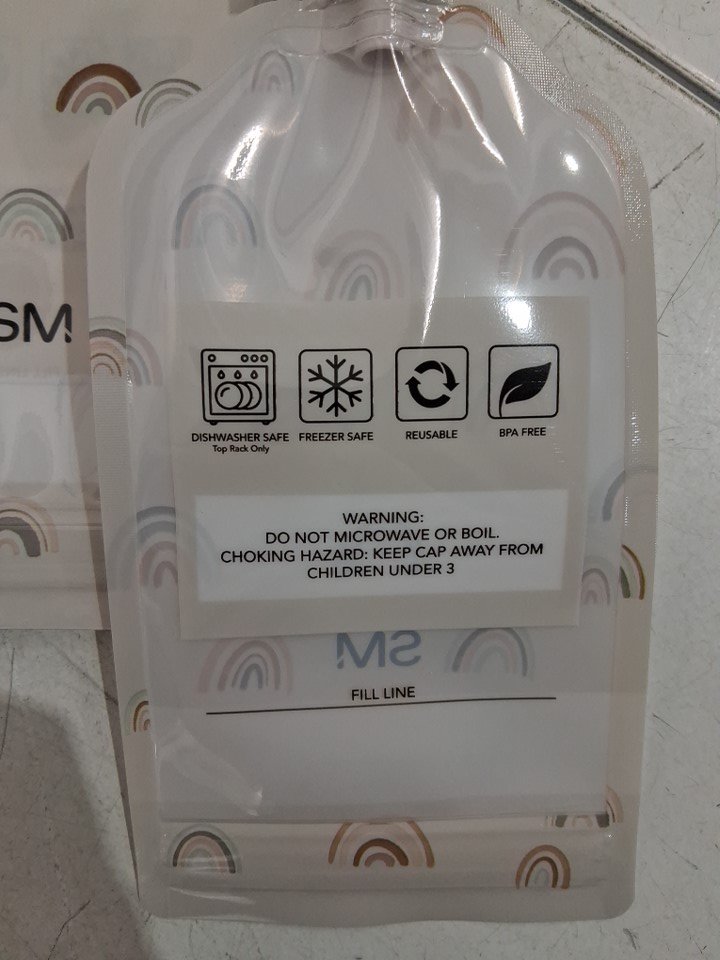 SM
DISHWASHER SAFE
Top Rack Only
FREEZER SAFE
REUSABLE
BPA FREE
WARNING:
DO NOT MICROWAVE OR BOIL.
CHOKING HAZARD: KEEP CAP AWAY FROM
CHILDREN UNDER 3
SM
FILL LINE